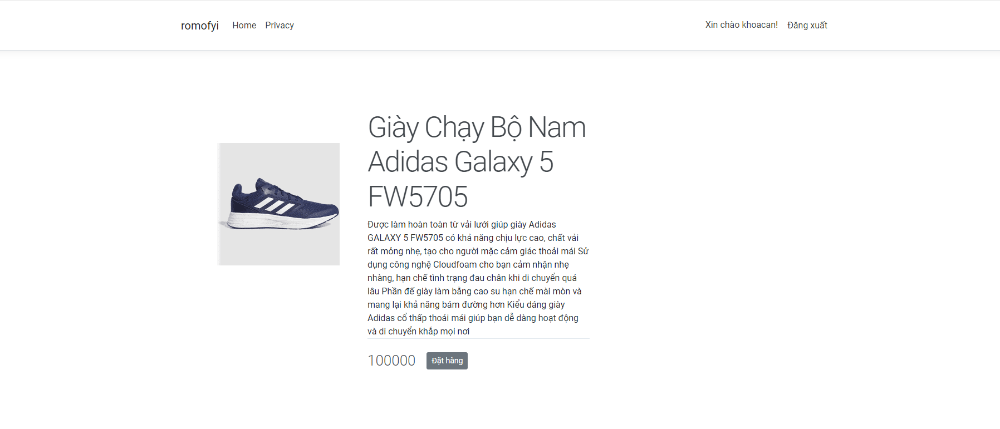 romofyi Home Privacy Xin chào khoacan! Đăng xuất
Giày Chạy Bộ Nam
Adidas Galaxy 5
FW5705
Được làm hoàn toàn từ vải lưới giúp giày Adidas
GALAXY 5 FW5705 có khả năng chịu lực cao, chất vải
rất mỏng nhẹ, tạo cho người mặc cảm giác thoải mái Sử
dụng công nghệ Cloudfoam cho bạn cảm nhận nhẹ
nhàng, hạn chế tình trạng đau chân khi di chuyển quá
lâu Phần đế giày làm bằng cao su hạn chế mài mòn và
mang lại khả năng bám đường hơn Kiểu dáng giày
Adidas cổ thấp thoải mái giúp bạn dễ dàng hoạt động
và di chuyển khắp mọi nơi
100000 Đặt hàng